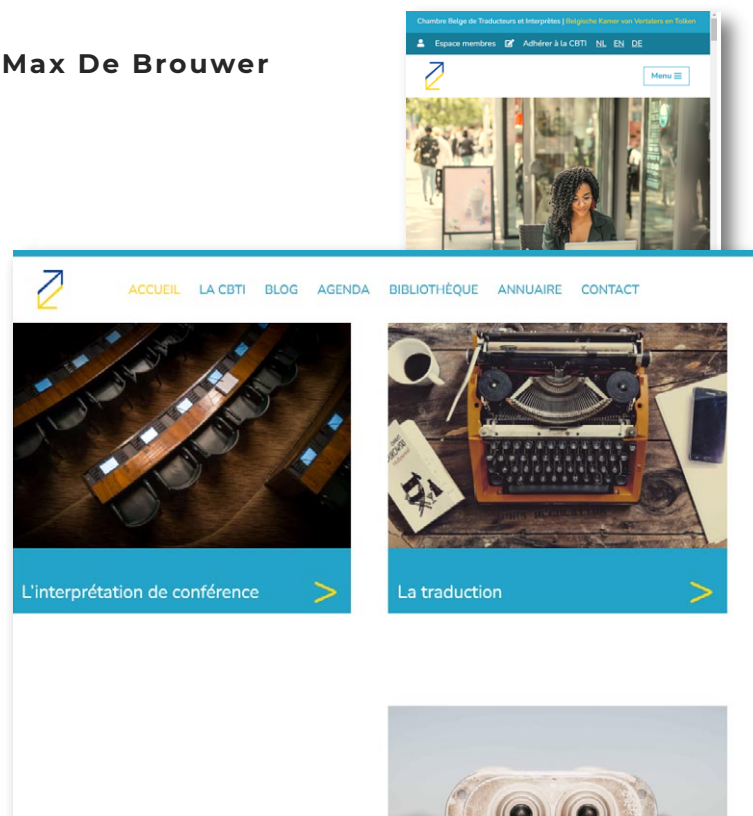 Chambre Belge de Traducteurs et Interprètes | Belgische Kamer van Vertalers en Tolken
Espace membres Adhérer à la CBTI NL EN DE
Max De Brouwer
Menu
ACCUEIL LA CBTI BLOG AGENDA BIBLIOTHÈQUE ANNUAIRE CONTACT
L'interprétation de conférence >
La traduction >